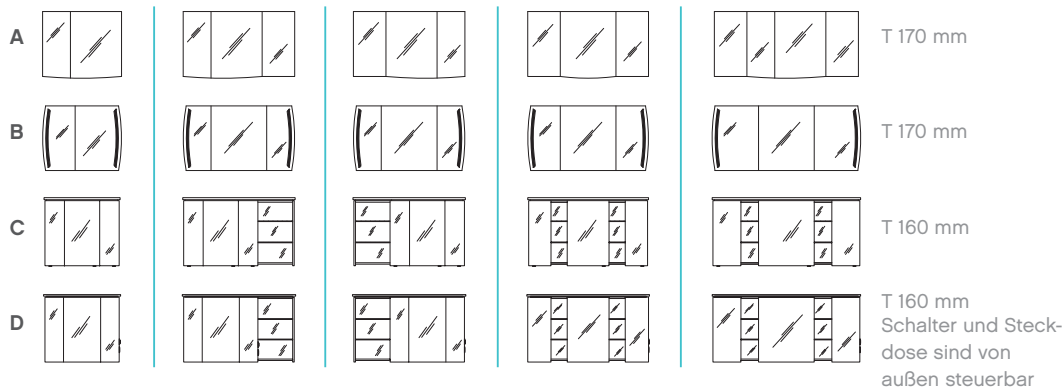 A T 170 mm
B T 170 mm
C T 160 mm
D T 160 mm
Schalter und Steck-
dose sind von
außen steuerbar